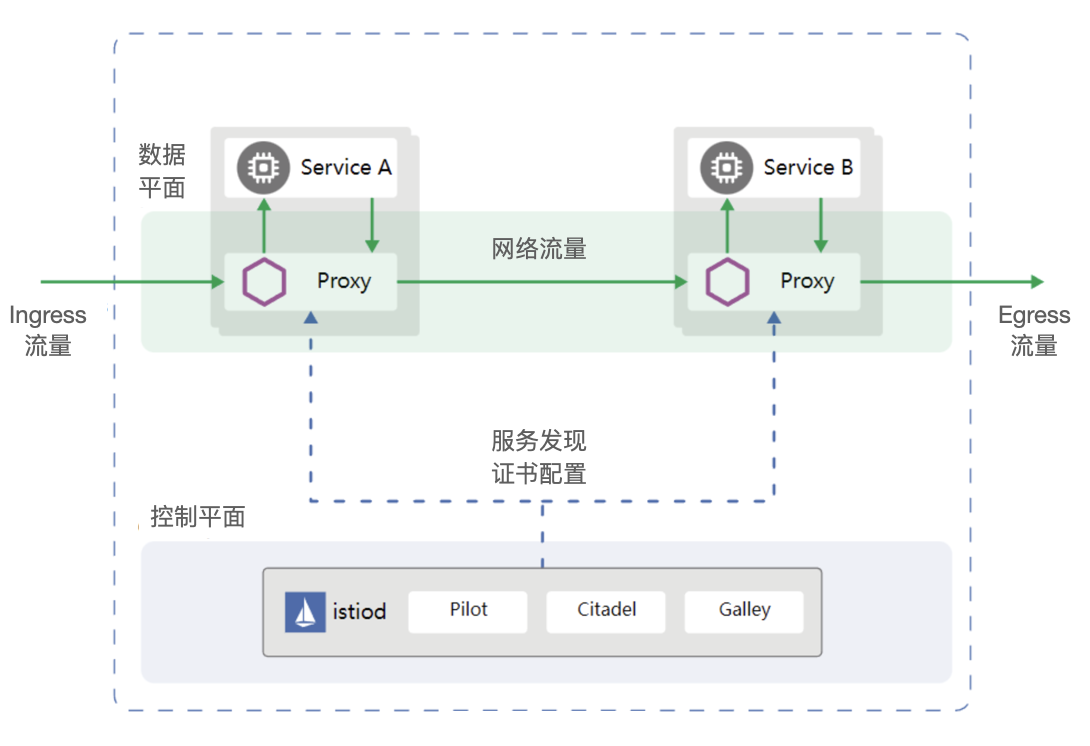 数据
平面
Service A
Service B
网络流量
Proxy
Proxy
Ingress
流量
Egress
流量
服务发现
证书配置
控制平面
istiod
Pilot
Citadel
Galley